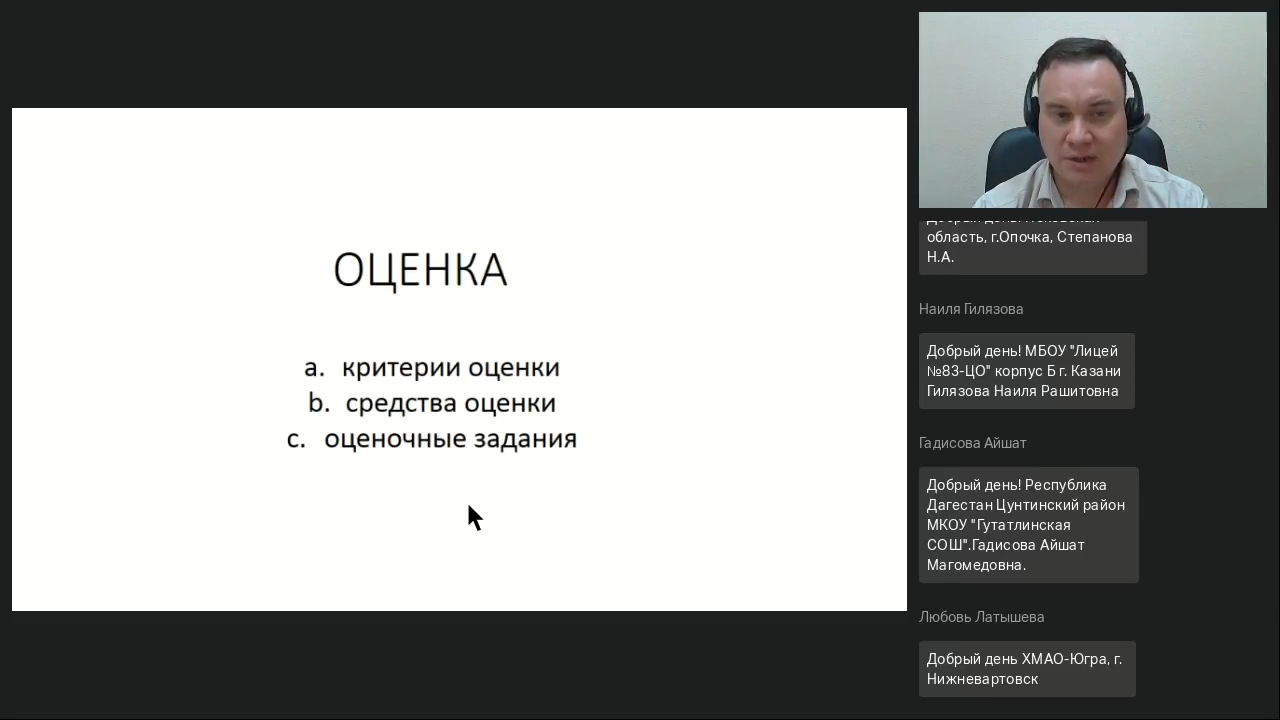 ОЦЕНКА
a. критерии оценки
b. средства оценки
c. оценочные задания
область, г.Опочка, Степанова
Н.А.
Наиля Гилязова
Добрый день! МБОУ "Лицей
№83-ЦО" корпус Б г. Казани
Гилязова Наиля Рашитовна
Гадисова Айшат
Добрый день! Республика
Дагестан Цунтинский район
МКОУ "Гутатлинская
СОШ".Гадисова Айшат
Магомедовна.
Любовь Латышева
Добрый день ХМАО-Югра, г.
Нижневартовск